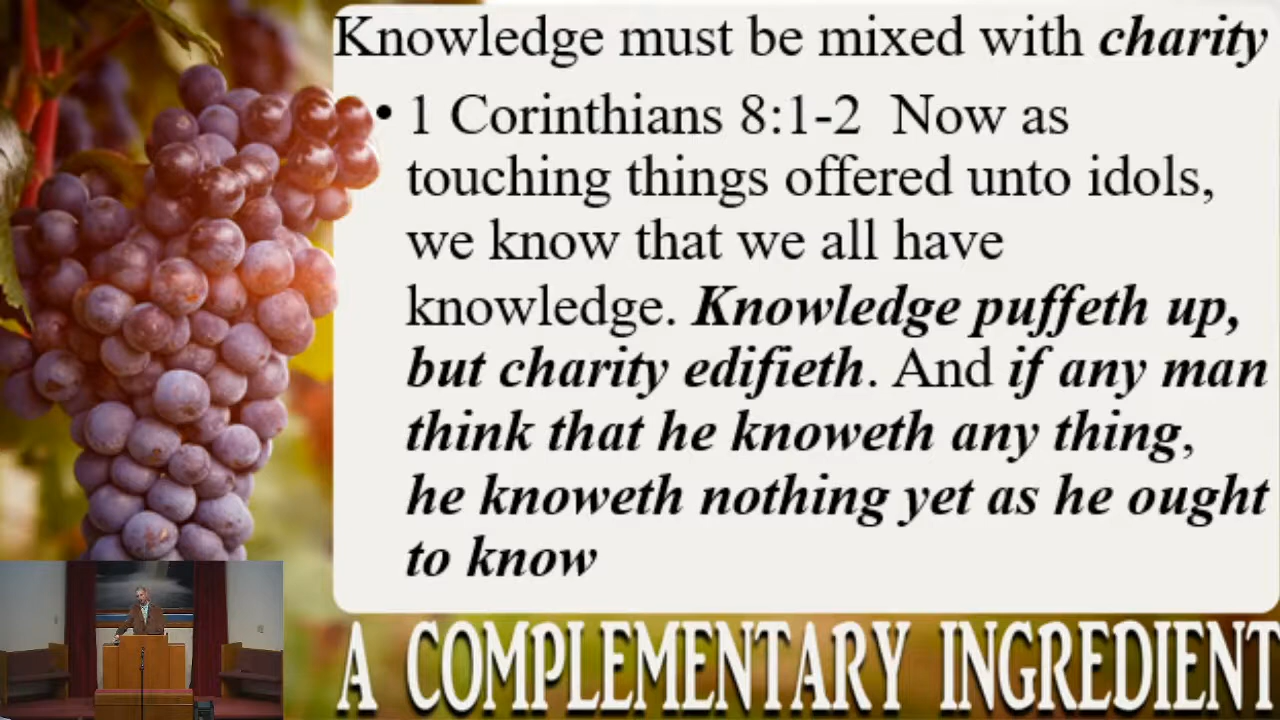 Knowledge must be mixed with charity
• 1 Corinthians 8:1-2  Now as
touching things offered unto idols,
we know that we all have
knowledge. Knowledge puffeth up,
but charity edifieth. And if any man
think that he knoweth any thing,
he knoweth nothing yet as he ought
to know
A COMPLEMENTARY INGREDIENT